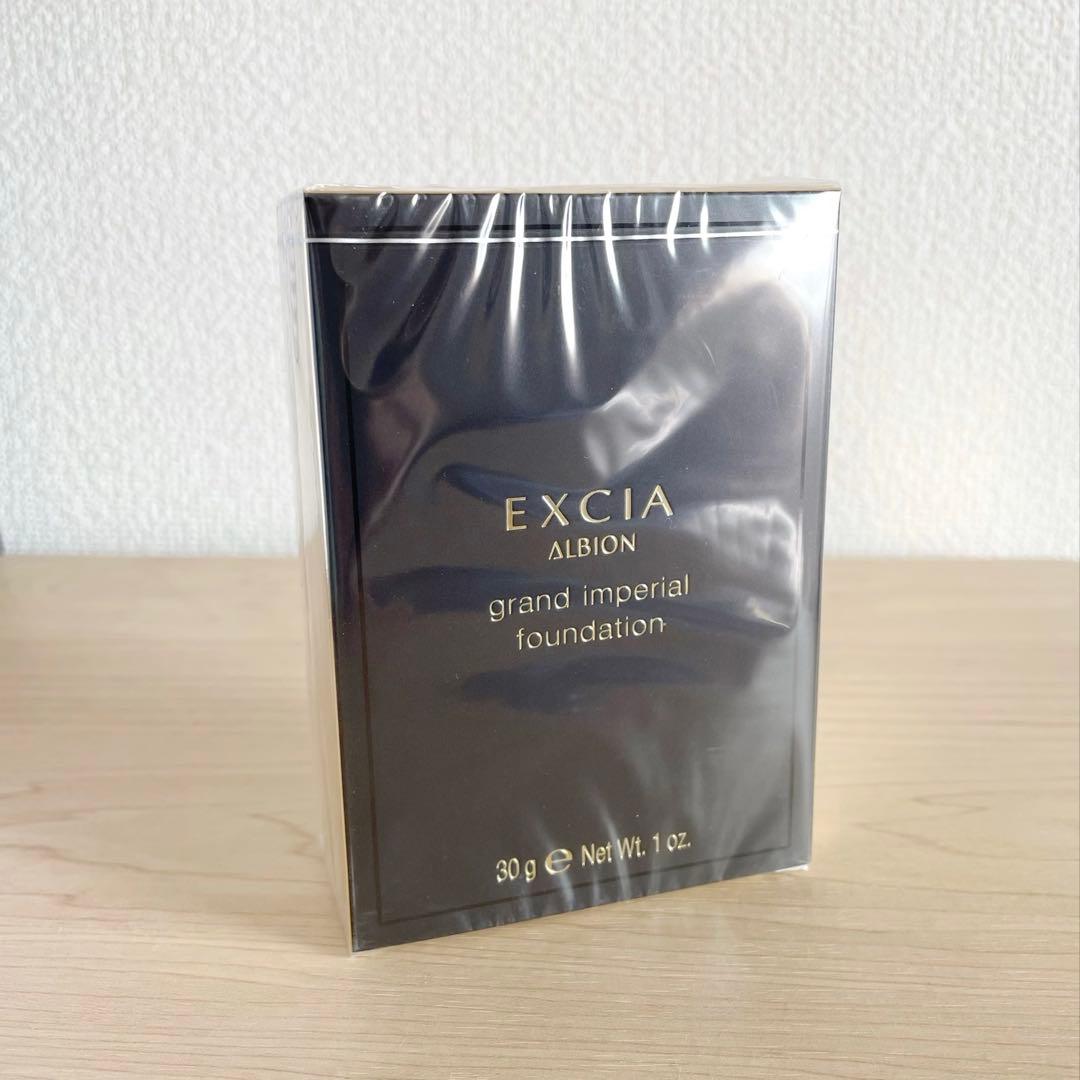 EXCIA
ALBION
grand imperial
foundation
30 g ℮ Net Wt. 1 oz.